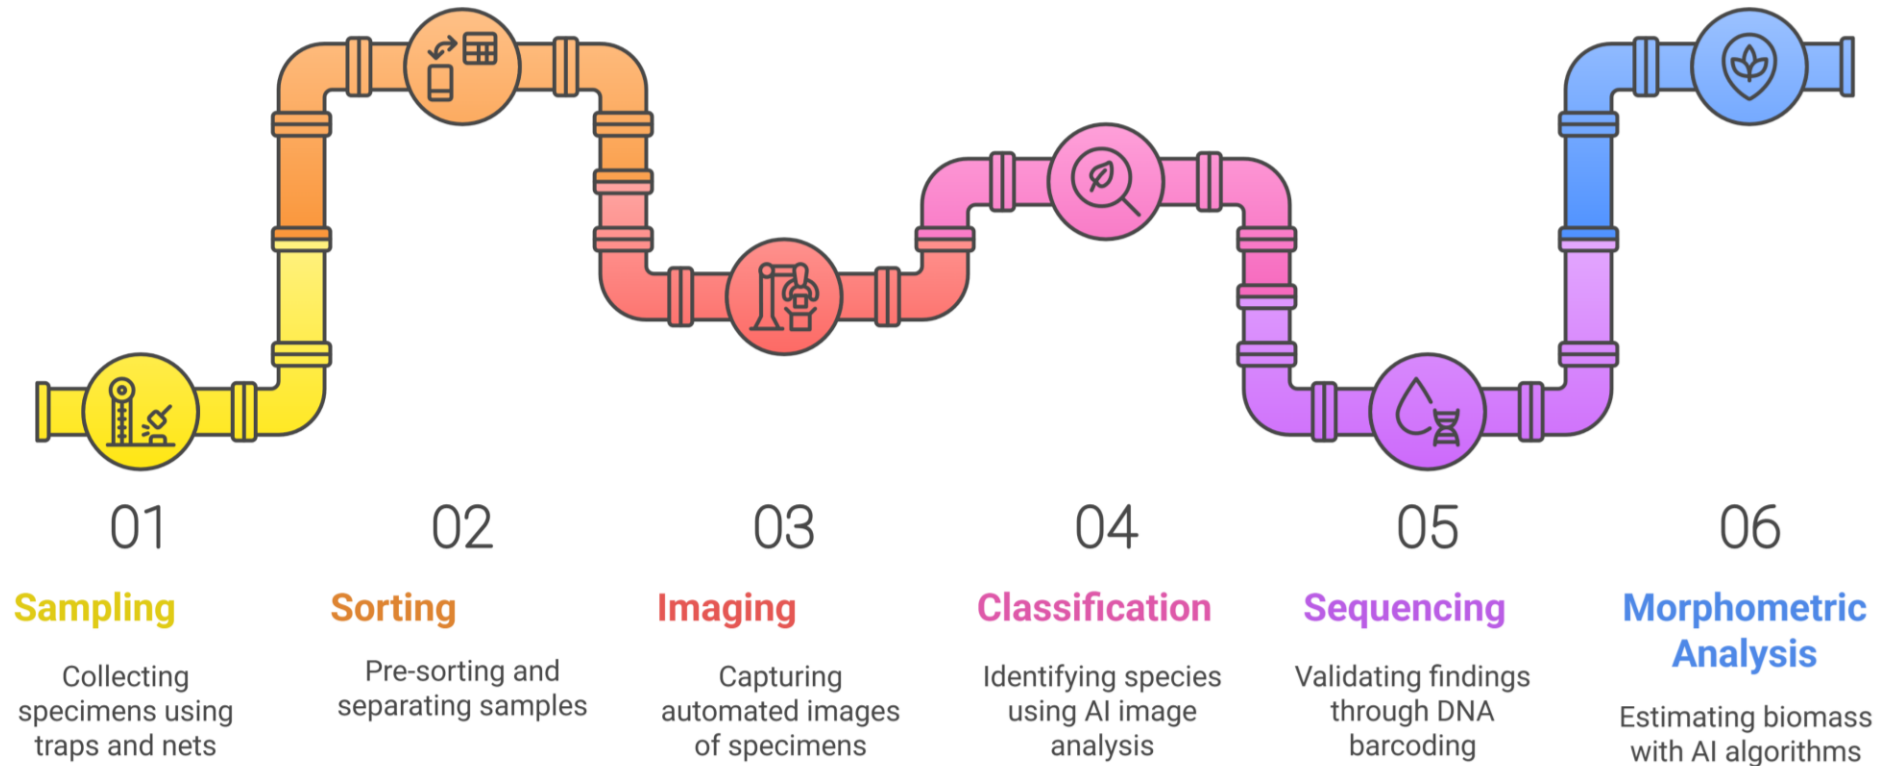 01
Sampling
Collecting
specimens using
traps and nets
02
Sorting
Pre-sorting and
separating samples
03
Imaging
Capturing
automated images
of specimens
04
Classification
Identifying species
using AI image
analysis
05
Sequencing
Validating findings
through DNA
barcoding
06
Morphometric
Analysis
Estimating biomass
with AI algorithms